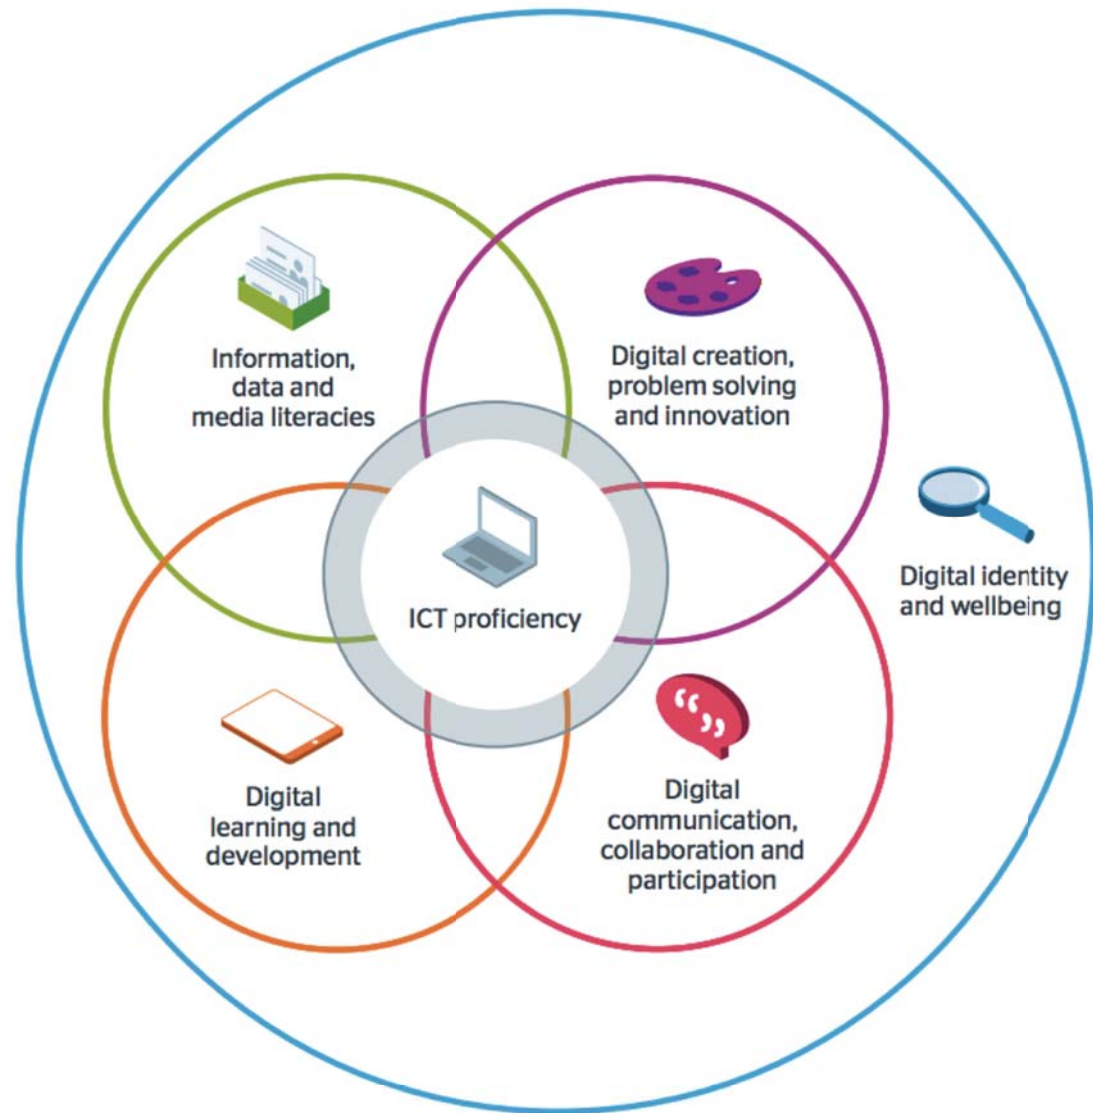 Information,
data and
media literacies
Digital creation,
problem solving
and innovation
Digital identity
and wellbeing
ICT proficiency
Digital
learning and
development
Digital
communication,
collaboration and
participation